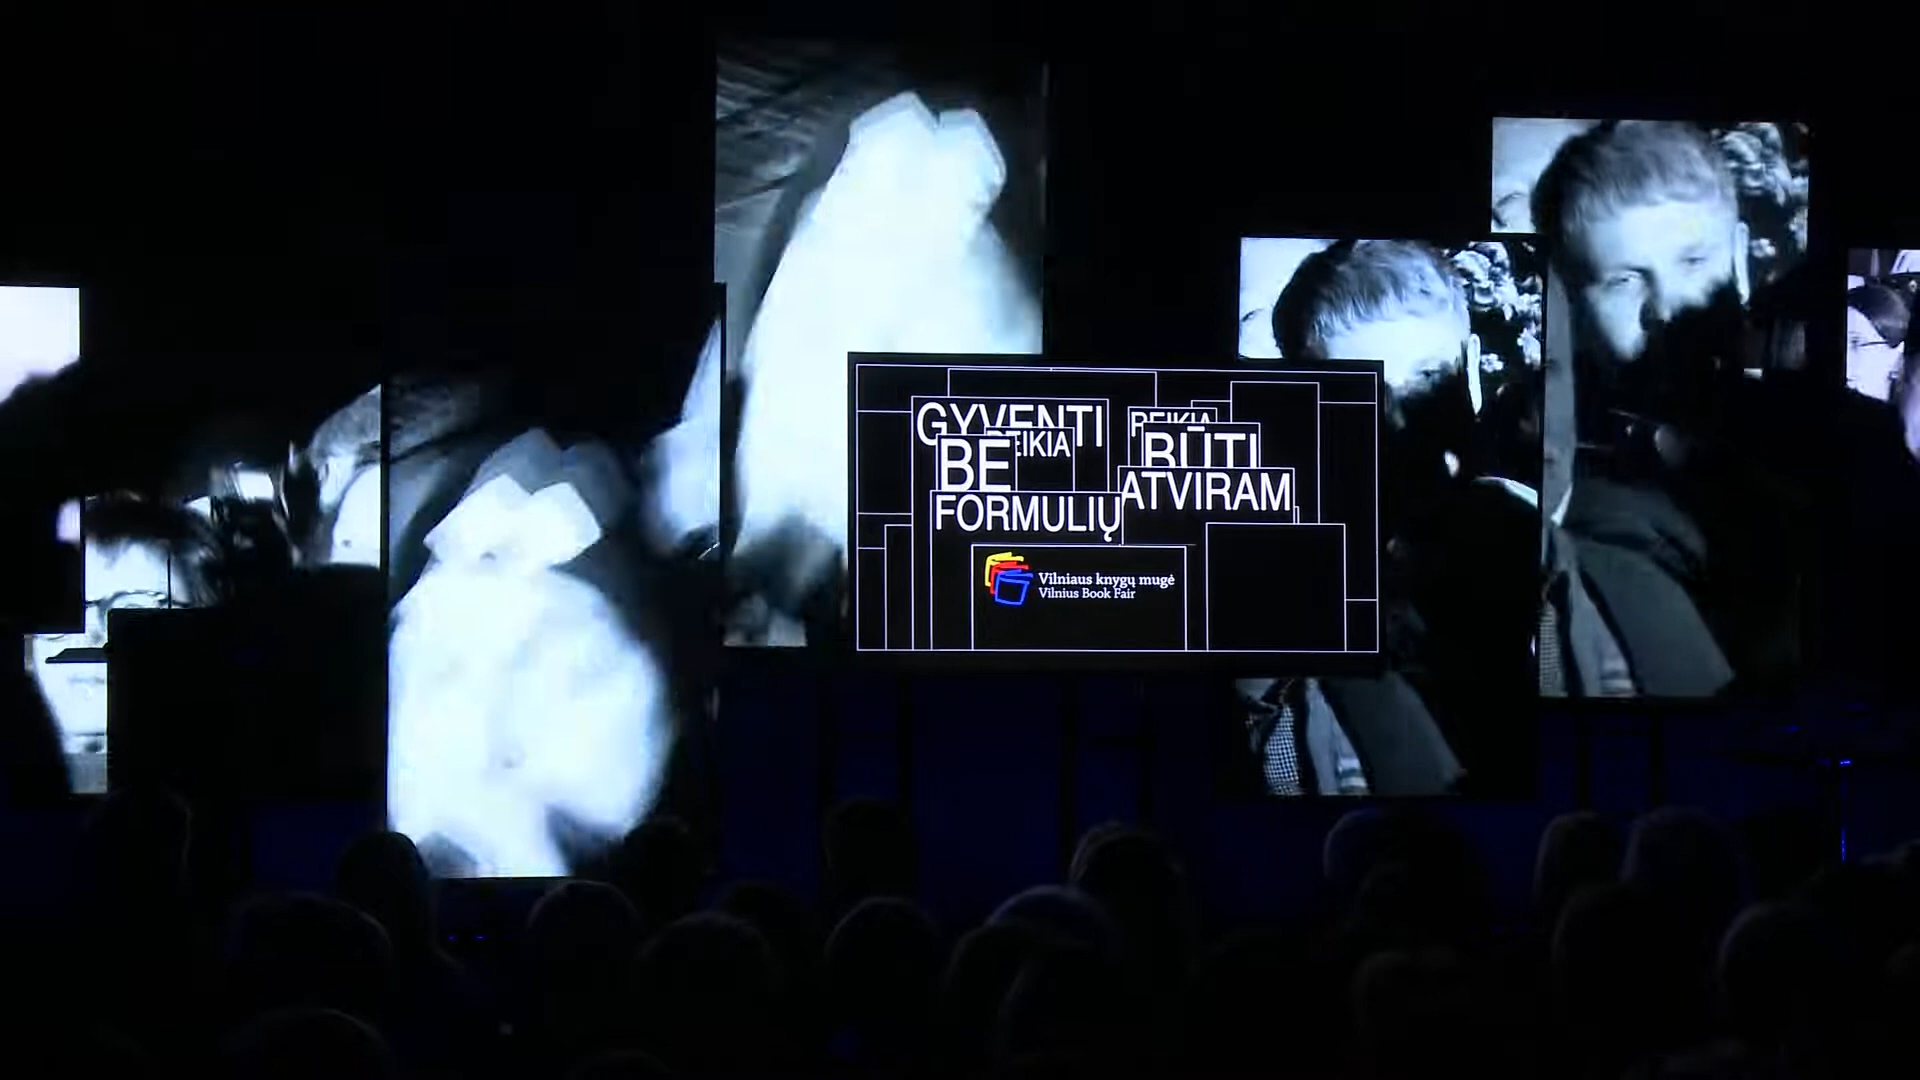 GYVENTI
REIKIA
BE
FORMULIŲ
REIKIA
BŪTI
ATVIRAM
Vilniaus knygų mugė
Vilnius Book Fair